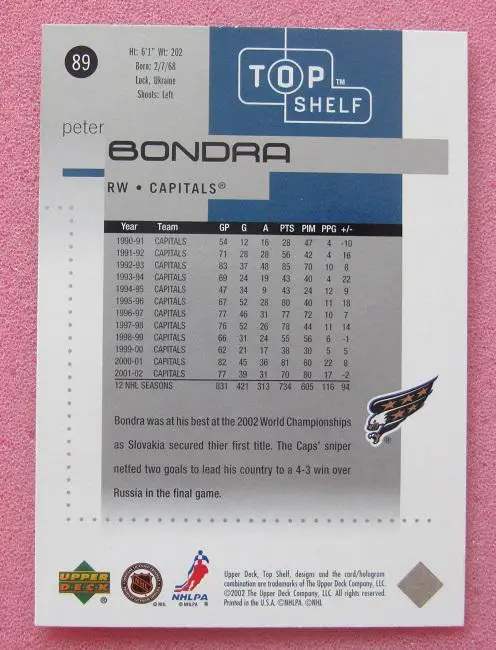 89
Ht: 6'1" Wt: 202
Born: 2/7/68
Luck, Ukraine
Shoots: Left
TOP™
SHELF
peter
BONDRA
RW • CAPITALS®
Year Team GP G A PTS PIM PPG +/-
1990-91 CAPITALS 54 12 16 28 47 4 -10
1991-92 CAPITALS 71 28 28 56 42 4 16
1992-93 CAPITALS 83 37 48 85 70 10 8
1993-94 CAPITALS 69 24 19 43 40 4 22
1994-95 CAPITALS 47 34 9 43 24 12 9
1995-96 CAPITALS 67 52 28 80 40 11 18
1996-97 CAPITALS 77 46 31 77 72 10 7
1997-98 CAPITALS 76 52 26 78 44 11 14
1998-99 CAPITALS 66 31 24 55 56 6 -1
1999-00 CAPITALS 62 21 17 38 30 5 5
2000-01 CAPITALS 82 45 36 81 60 22 8
2001-02 CAPITALS 77 39 31 70 80 17 -2
12 NHL SEASONS 831 421 313 734 605 116 94
Bondra was at his best at the 2002 World Championships
as Slovakia secured thier first title. The Caps' sniper
netted two goals to lead his country to a 4-3 win over
Russia in the final game.
®
UPPER
DECK
®
NHL
©NHL
NHLPA
Upper Deck, Top Shelf, designs and the card/hologram
combination are trademarks of The Upper Deck Company, LLC.
©2002 The Upper Deck Company, LLC. All rights reserved.
Printed in the U.S.A. ©NHLPA. ©NHL